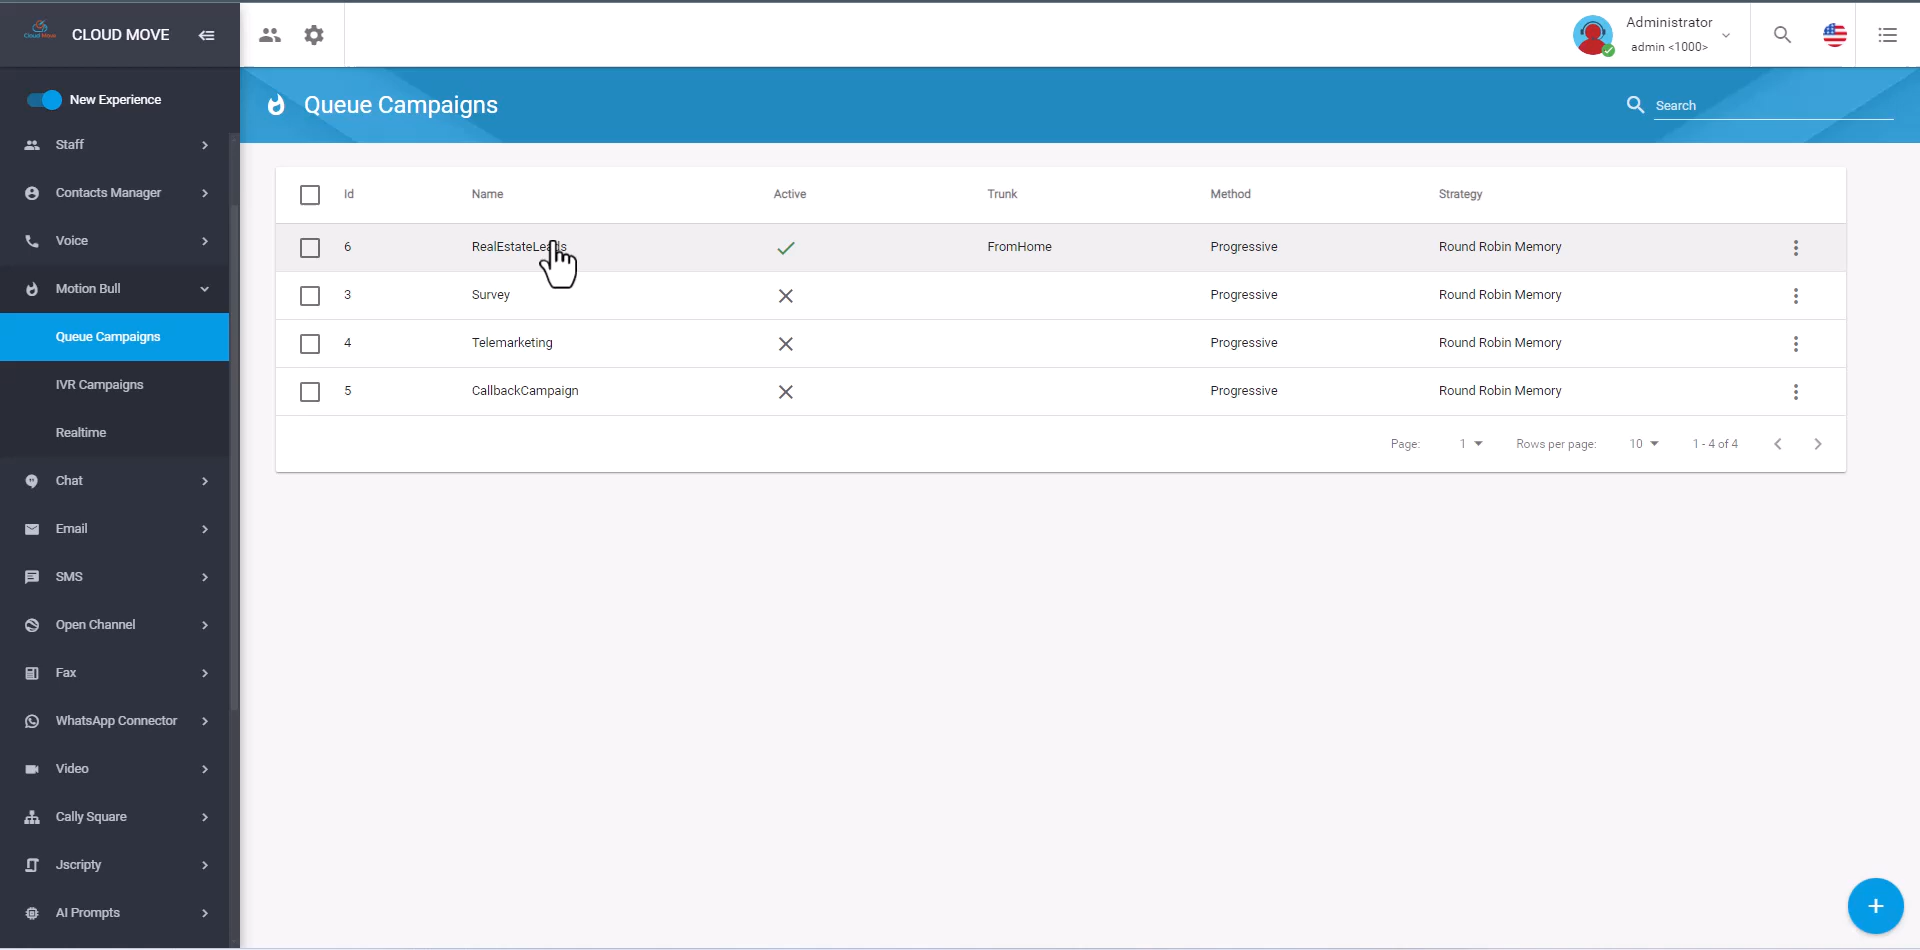 CLOUD MOVE
Administrator
admin <1000>
New Experience
Queue Campaigns
Search
Staff
Contacts Manager
Voice
Motion Bull
Queue Campaigns
IVR Campaigns
Realtime
Chat
Email
SMS
Open Channel
Fax
WhatsApp Connector
Video
Cally Square
Jscripty
AI Prompts
Id Name Active Trunk Method Strategy
6 RealEstateLeads FromHome Progressive Round Robin Memory
3 Survey Progressive Round Robin Memory
4 Telemarketing Progressive Round Robin Memory
5 CallbackCampaign Progressive Round Robin Memory
Page: 1 Rows per page: 10 1 - 4 of 4